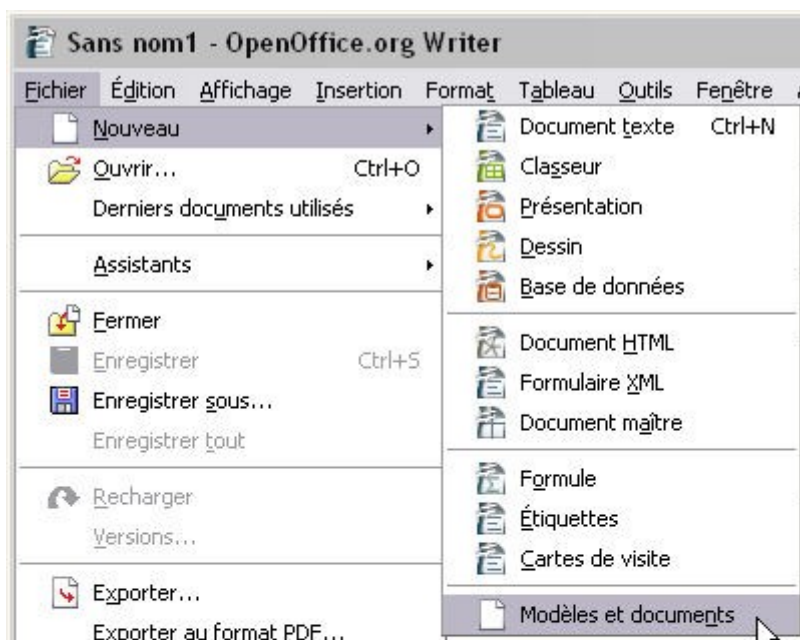 Sans nom1 - OpenOffice.org Writer
Fichier Édition Affichage Insertion Format Tableau Outils Fenêtre
Nouveau
Ouvrir... Ctrl+O
Derniers documents utilisés
Assistants
Fermer
Enregistrer Ctrl+S
Enregistrer sous...
Enregistrer tout
Recharger
Versions...
Exporter...
Exporter au format PDF...
Document texte Ctrl+N
Classeur
Présentation
Dessin
Base de données
Document HTML
Formulaire XML
Document maître
Formule
Étiquettes
Cartes de visite
Modèles et documents